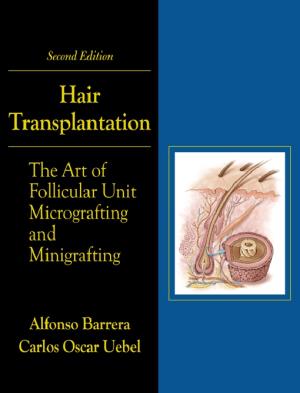 Second Edition
Hair
Transplantation
The Art of
Follicular Unit
Micrografting
and
Minigrafting
Alfonso Barrera
Carlos Oscar Uebel